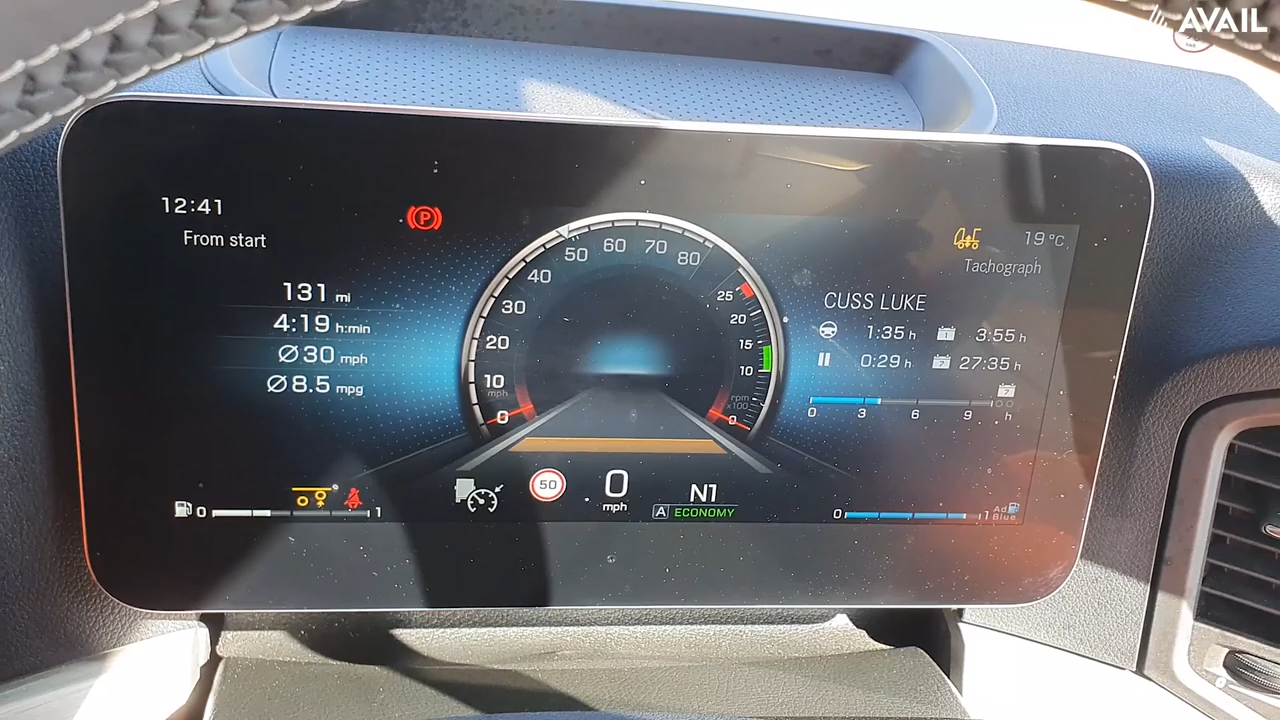 AVAIL
12:41
From start
(P)
19 °C
Tachograph
131 mi
4:19 h:min
Ø30 mph
Ø8.5 mpg
0 10 20 30 40 50 60 70 80
mph
25
20
15
10
0
rpm
x100
CUSS LUKE
1:35 h 1 3:55 h
0:29 h 7 27:35 h
7
0 3 6 9 h
0 1
50
0
mph
N1
A ECONOMY
0 1
Ad
Blue